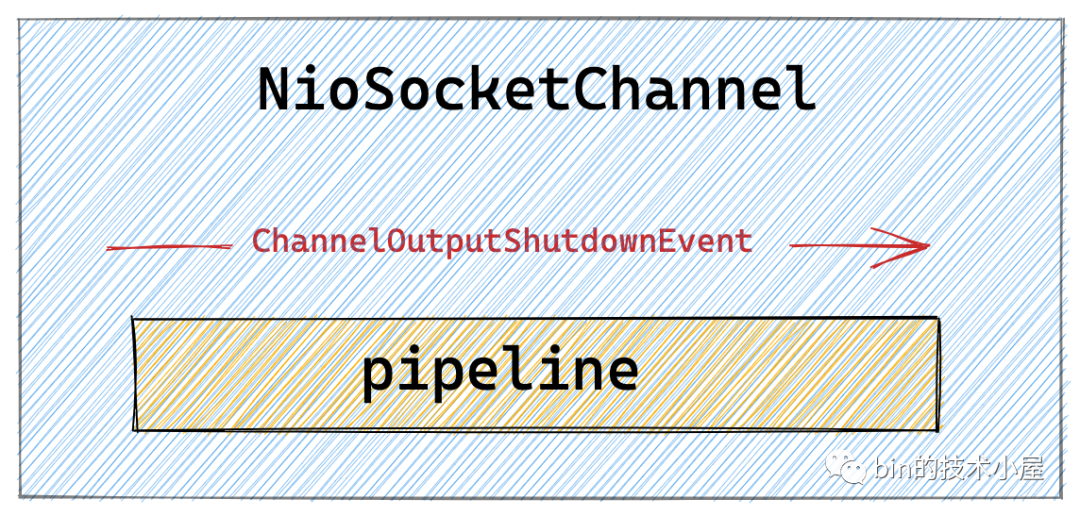 NioSocketChannel
ChannelOutputShutdownEvent
pipeline
bin的技术小屋